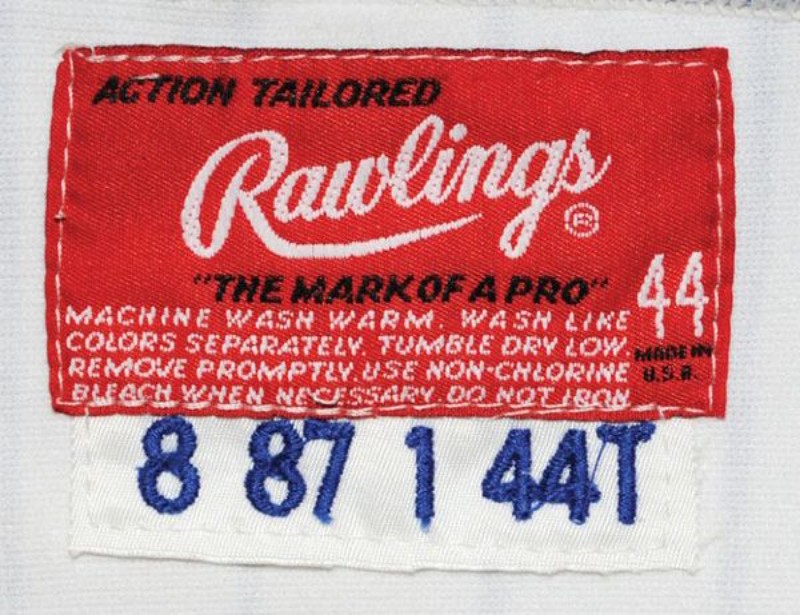 ACTION TAILORED
Rawlings®
"THE MARK OF A PRO"
44
MACHINE WASH WARM. WASH LIKE
COLORS SEPARATELY. TUMBLE DRY LOW.
REMOVE PROMPTLY. USE NON-CHLORINE
BLEACH WHEN NECESSARY. DO NOT IRON
MADE IN
U.S.A.
8 87 1 44T